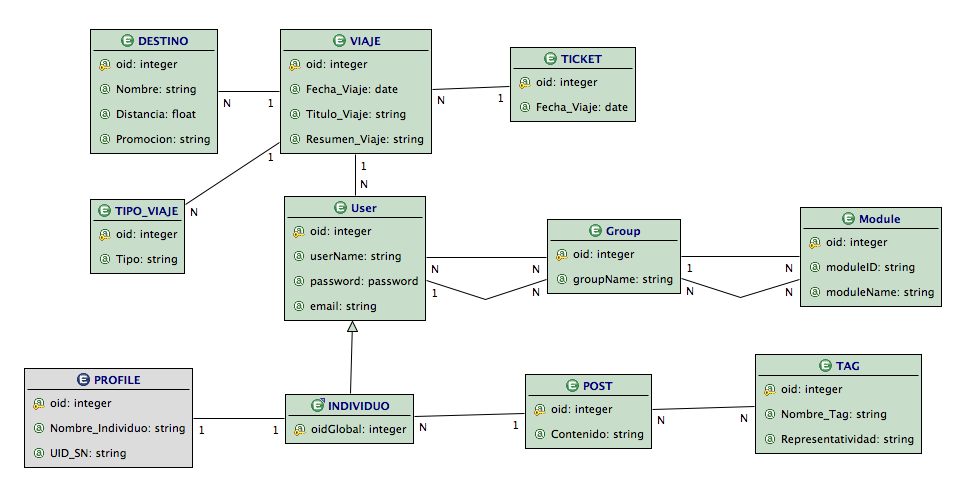 DESTINO
oid: integer
Nombre: string
Distancia: float
Promocion: string
N
1
VIAJE
oid: integer
Fecha_Viaje: date
Titulo_Viaje: string
Resumen_Viaje: string
N
1
TICKET
oid: integer
Fecha_Viaje: date
1
N
TIPO_VIAJE
oid: integer
Tipo: string
1
N
User
oid: integer
userName: string
password: password
email: string
N
N
1
N
Group
oid: integer
groupName: string
1
N
N
N
Module
oid: integer
moduleID: string
moduleName: string
PROFILE
oid: integer
Nombre_Individuo: string
UID_SN: string
1
1
INDIVIDUO
oidGlobal: integer
N
1
POST
oid: integer
Contenido: string
N
N
TAG
oid: integer
Nombre_Tag: string
Representatividad: string